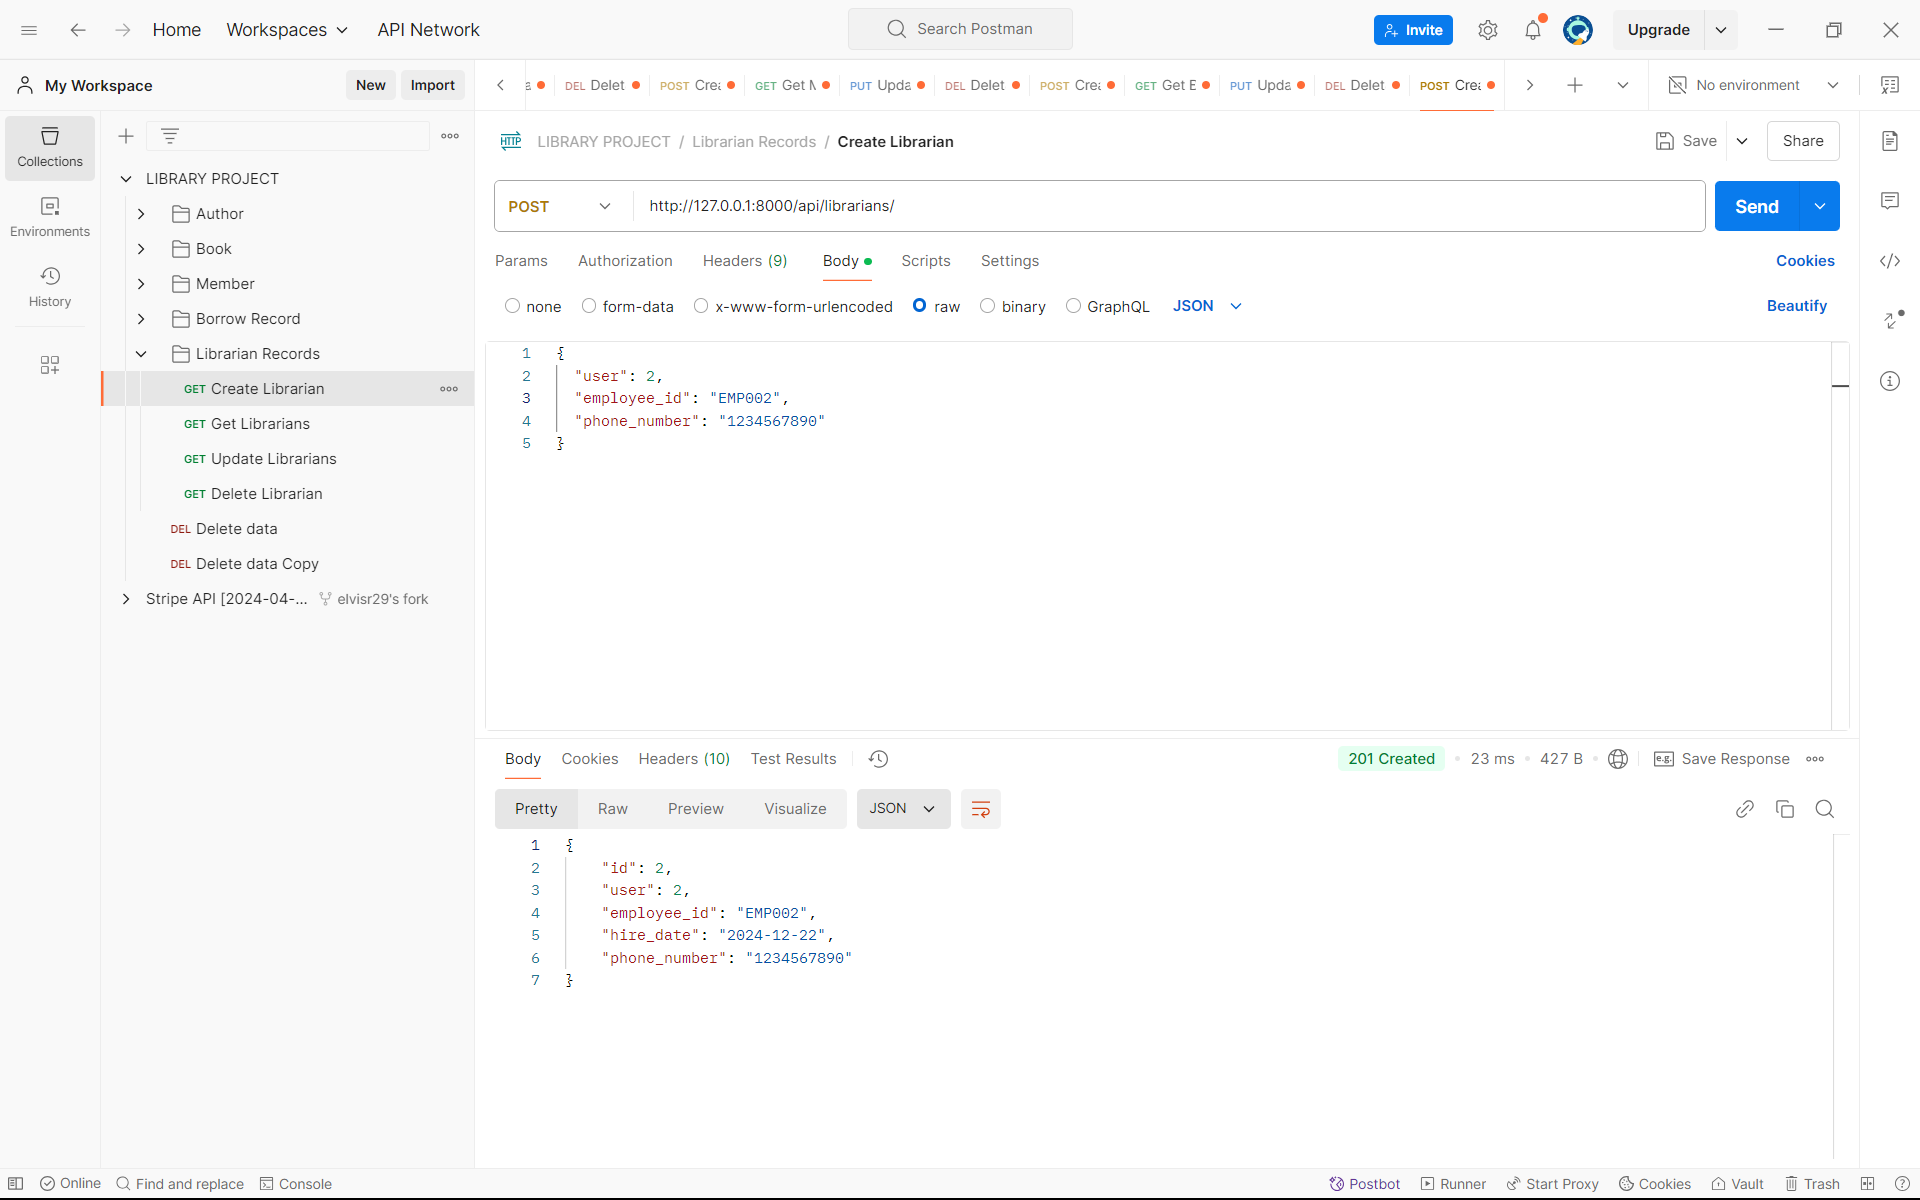 Home Workspaces API Network Search Postman Invite Upgrade
My Workspace New Import
DEL Delet POST Crea GET Get M PUT Upda DEL Delet POST Crea GET Get E PUT Upda DEL Delet POST Crea No environment
Collections
Environments
History
LIBRARY PROJECT
Author
Book
Member
Borrow Record
Librarian Records
GET Create Librarian
GET Get Librarians
GET Update Librarians
GET Delete Librarian
DEL Delete data
DEL Delete data Copy
Stripe API [2024-04-... elvisr29's fork
HTTP LIBRARY PROJECT / Librarian Records / Create Librarian Save Share
POST http://127.0.0.1:8000/api/librarians/ Send
Params Authorization Headers (9) Body Scripts Settings Cookies
none form-data x-www-form-urlencoded raw binary GraphQL JSON Beautify
1 {
2 "user": 2,
3 "employee_id": "EMP002",
4 "phone_number": "1234567890"
5 }
Body Cookies Headers (10) Test Results 201 Created 23 ms 427 B e.g. Save Response
Pretty Raw Preview Visualize JSON
1 {
2 "id": 2,
3 "user": 2,
4 "employee_id": "EMP002",
5 "hire_date": "2024-12-22",
6 "phone_number": "1234567890"
7 }
Online Find and replace Console Postbot Runner Start Proxy Cookies Vault Trash